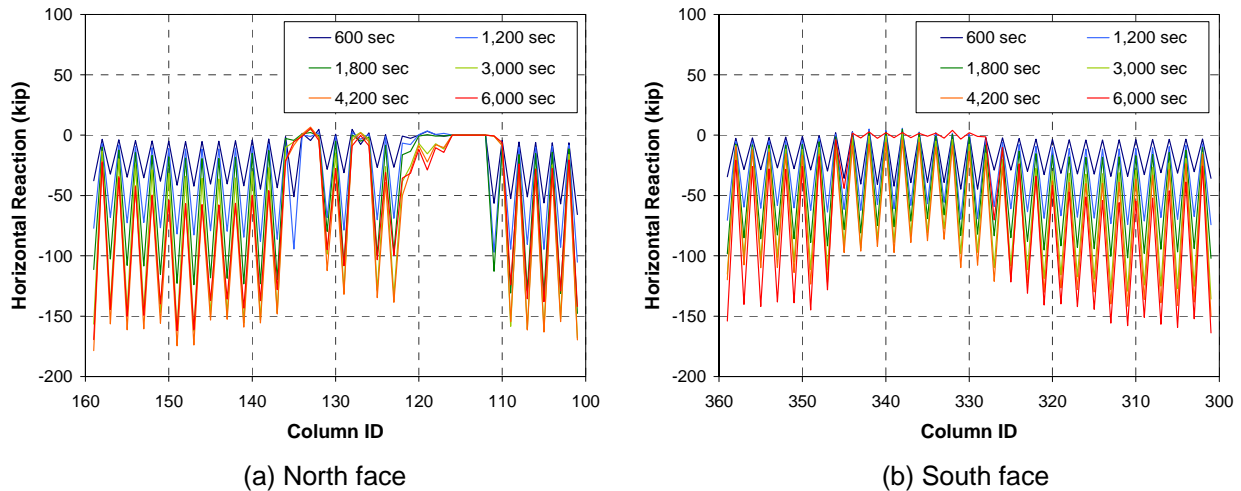 100
50
0
-50
-100
-150
-200
Horizontal Reaction (kip)
600 sec 1,200 sec
1,800 sec 3,000 sec
4,200 sec 6,000 sec
160 150 140 130 120 110 100
Column ID
(a) North face
100
50
0
-50
-100
-150
-200
Horizontal Reaction (kip)
600 sec 1,200 sec
1,800 sec 3,000 sec
4,200 sec 6,000 sec
360 350 340 330 320 310 300
Column ID
(b) South face